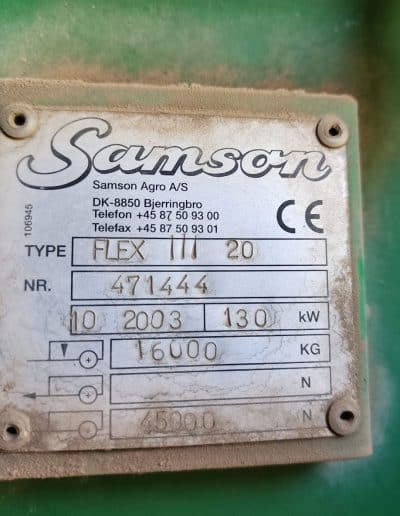 Samson
Samson Agro A/S
DK-8850 Bjerringbro
Telefon +45 87 50 93 00
Telefax +45 87 50 93 01
CE
106945
TYPE FLEX III 20
NR. 471444
10 2003 130 kW
16000 KG
N
45000 N